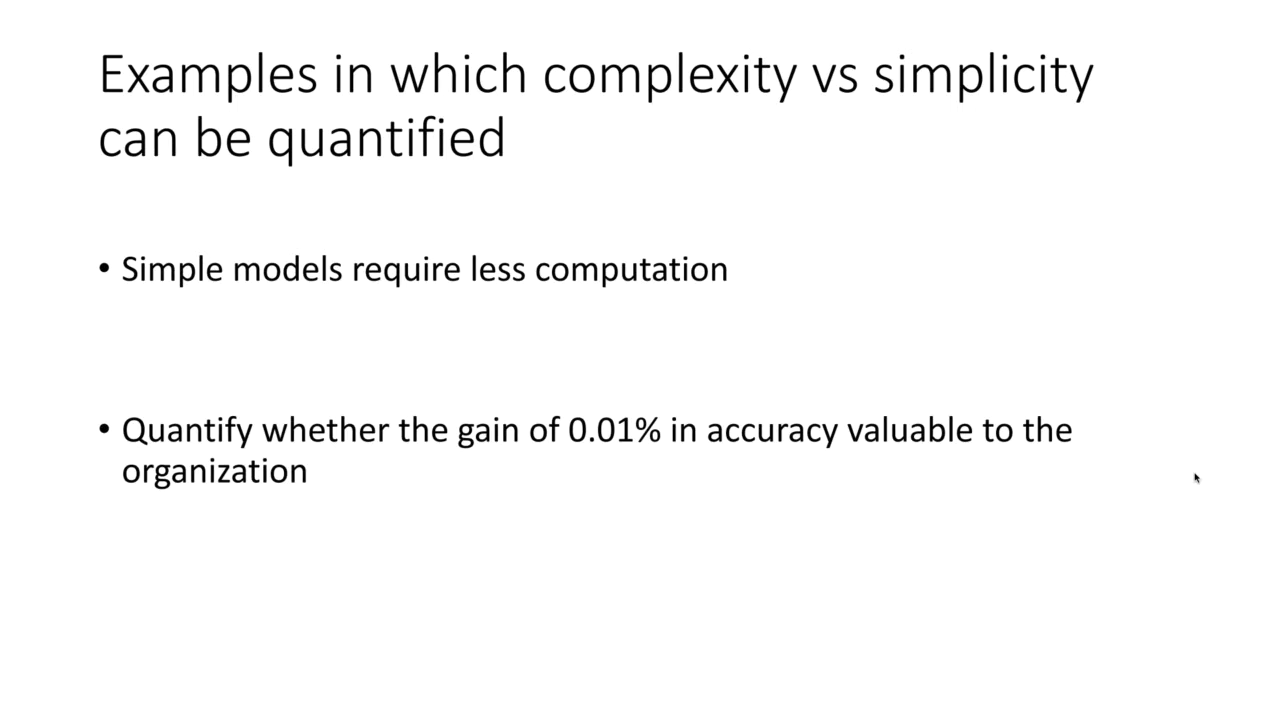 Examples in which complexity vs simplicity
can be quantified
• Simple models require less computation
• Quantify whether the gain of 0.01% in accuracy valuable to the
organization